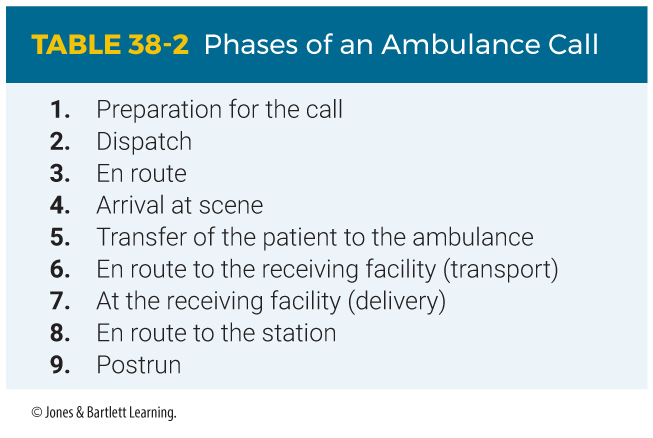 TABLE 38-2 Phases of an Ambulance Call
1. Preparation for the call
2. Dispatch
3. En route
4. Arrival at scene
5. Transfer of the patient to the ambulance
6. En route to the receiving facility (transport)
7. At the receiving facility (delivery)
8. En route to the station
9. Postrun
© Jones & Bartlett Learning.